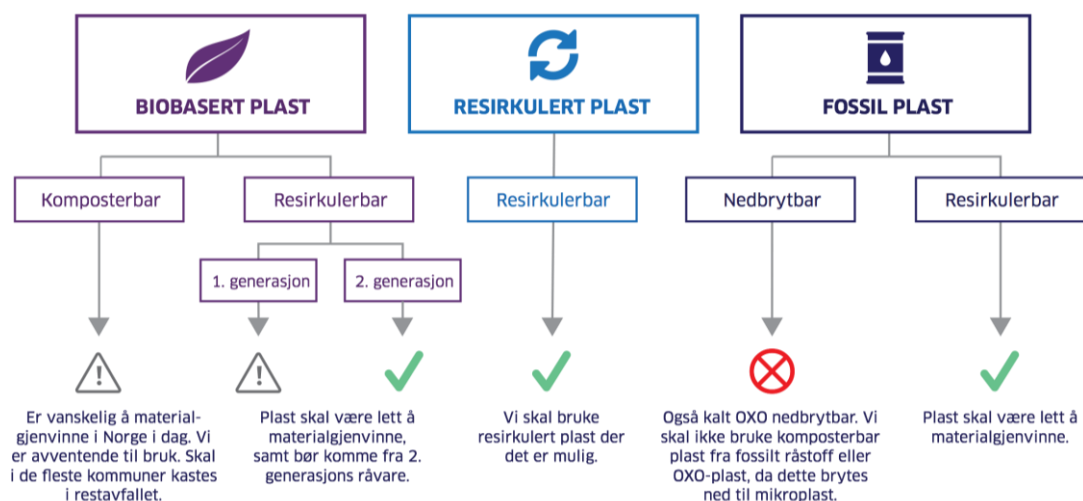 BIOBASERT PLAST
RESIRKULERT PLAST
FOSSIL PLAST
Komposterbar
Resirkulerbar
Resirkulerbar
Nedbrytbar
Resirkulerbar
1. generasjon
2. generasjon
Er vanskelig å material-
gjenvinne i Norge i dag. Vi
er avventende til bruk. Skal
i de fleste kommuner kastes
i restavfallet.
Plast skal være lett å
materialgjenvinne,
samt bør komme fra 2.
generasjons råvare.
Vi skal bruke
resirkulert plast der
det er mulig.
Også kalt OXO nedbrytbar. Vi
skal ikke bruke komposterbar
plast fra fossilt råstoff eller
OXO-plast, da dette brytes
ned til mikroplast.
Plast skal være lett å
materialgjenvinne.